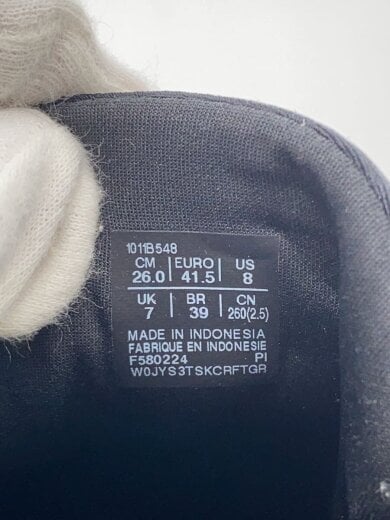 1011B548
CM EURO US
26.0 41.5 8
UK BR CN
7 39 260(2.5)
MADE IN INDONESIA
FABRIQUE EN INDONESIE
F580224 PI
W0JYS3TSKCRFTGR